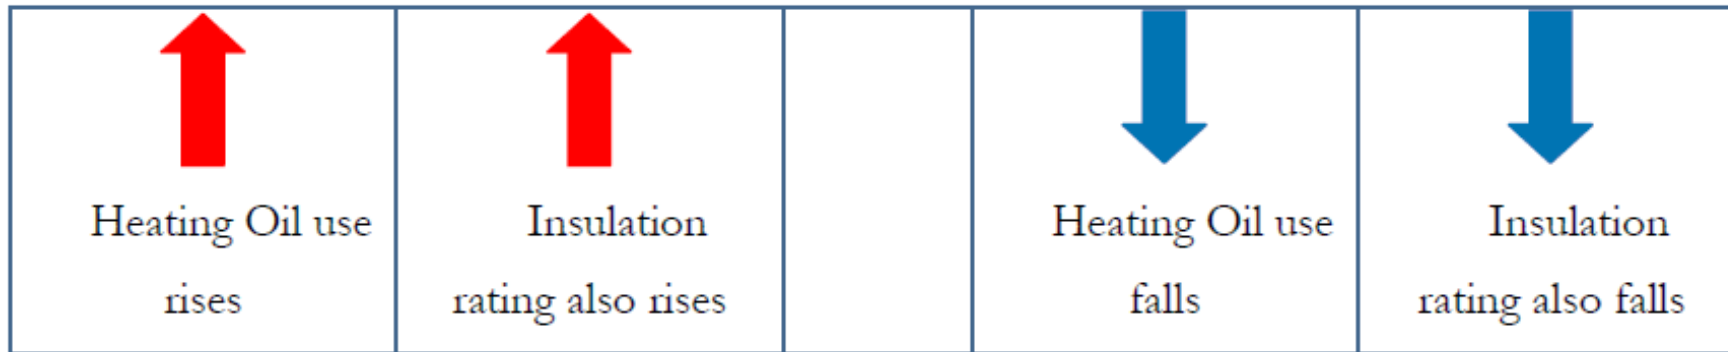 Heating Oil use
rises
Insulation
rating also rises
Heating Oil use
falls
Insulation
rating also falls